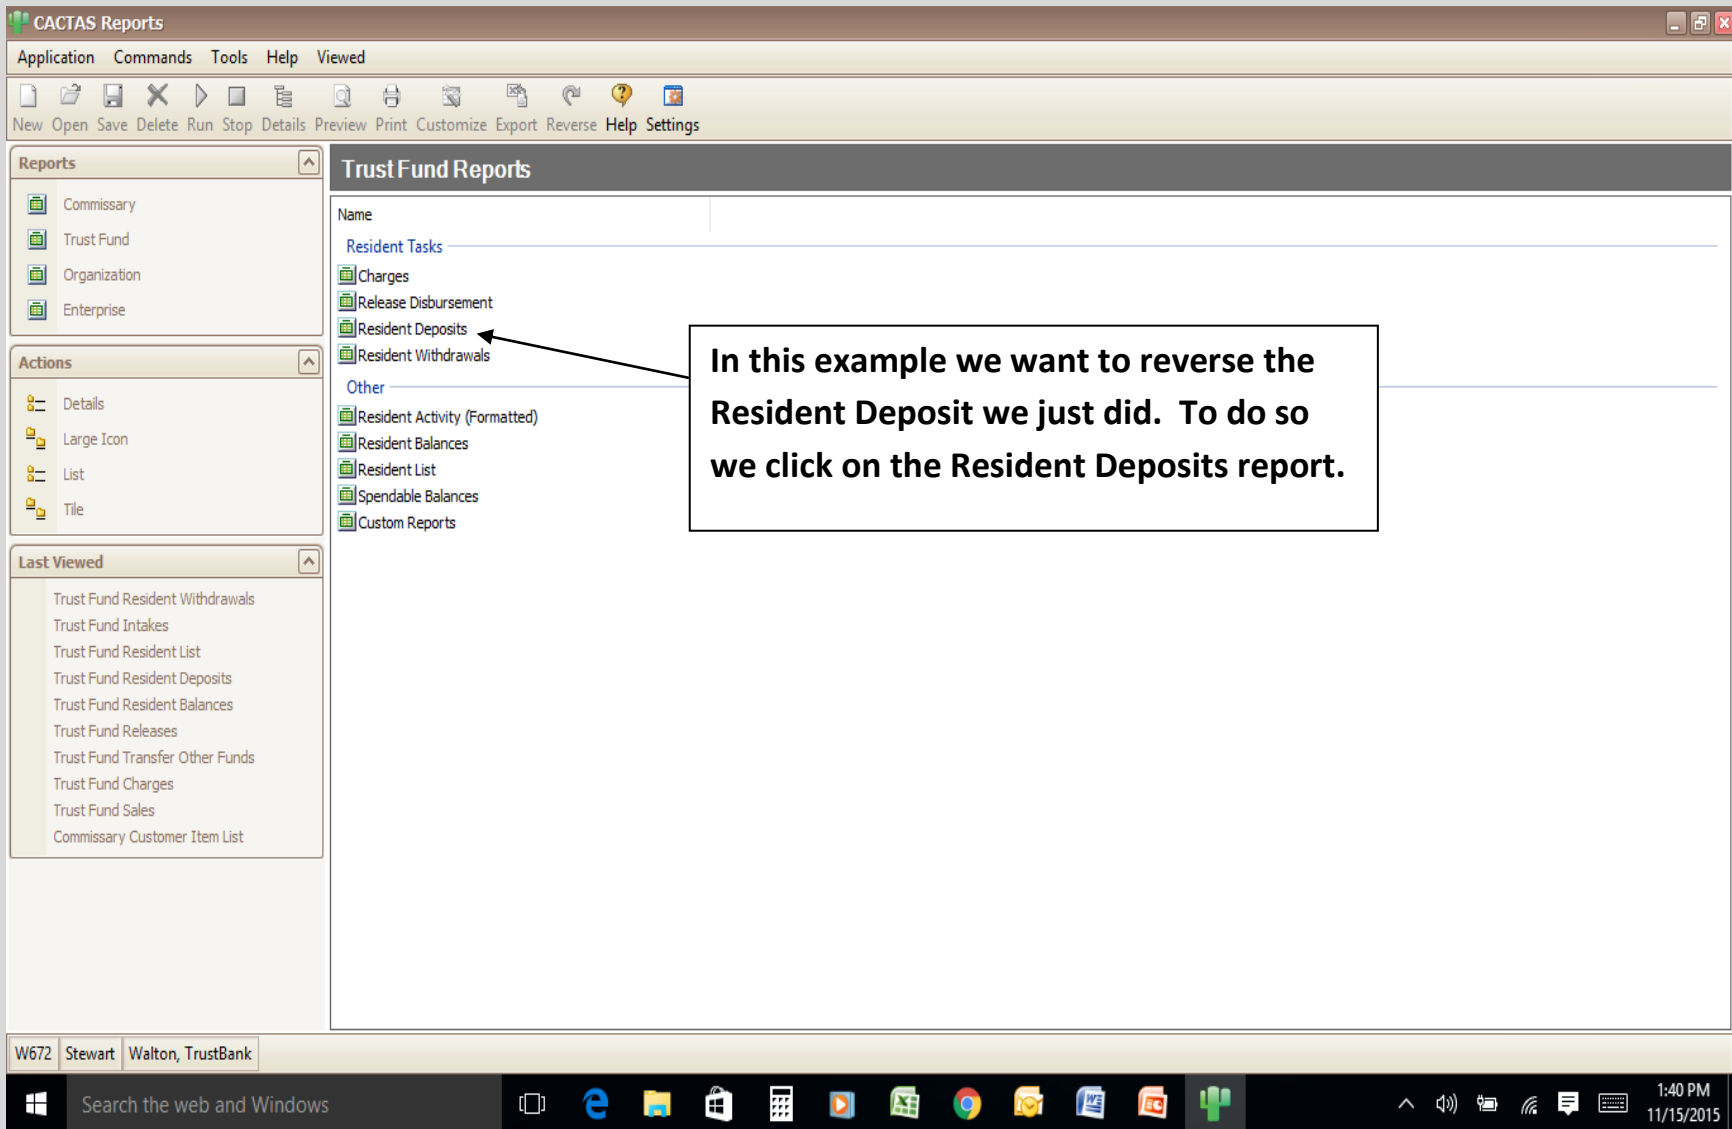 CACTAS Reports
Application Commands Tools Help Viewed
New Open Save Delete Run Stop Details Preview Print Customize Export Reverse Help Settings
Reports
Commissary
Trust Fund
Organization
Enterprise
Actions
Details
Large Icon
List
Tile
Last Viewed
Trust Fund Resident Withdrawals
Trust Fund Intakes
Trust Fund Resident List
Trust Fund Resident Deposits
Trust Fund Resident Balances
Trust Fund Releases
Trust Fund Transfer Other Funds
Trust Fund Charges
Trust Fund Sales
Commissary Customer Item List
Trust Fund Reports
Name
Resident Tasks
Charges
Release Disbursement
Resident Deposits
Resident Withdrawals
Other
Resident Activity (Formatted)
Resident Balances
Resident List
Spendable Balances
Custom Reports
In this example we want to reverse the
Resident Deposit we just did. To do so
we click on the Resident Deposits report.
W672 Stewart Walton, TrustBank
Search the web and Windows
1:40 PM
11/15/2015